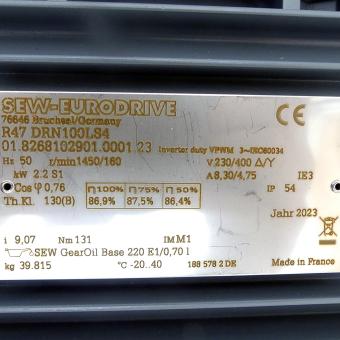 SEW-EURODRIVE
76646 Bruchsal/Germany
R47 DRN100LS4
01.8268102901.0001.23 Inverter duty VPWM 3~IEC60034
Hz 50 r/min 1450/160 V 230/400 Δ/Y
kW 2.2 S1 A 8,30/4,75 IE3
Cos φ 0,76 η100% η75% η50% IP 54
Th.Kl. 130(B) 86,9% 87,5% 86,4%
Jahr 2023
i 9,07 Nm 131 IM M1
SEW GearOil Base 220 E1/0,70 l
kg 39.815 °C -20..40 188 578 2 DE Made in France